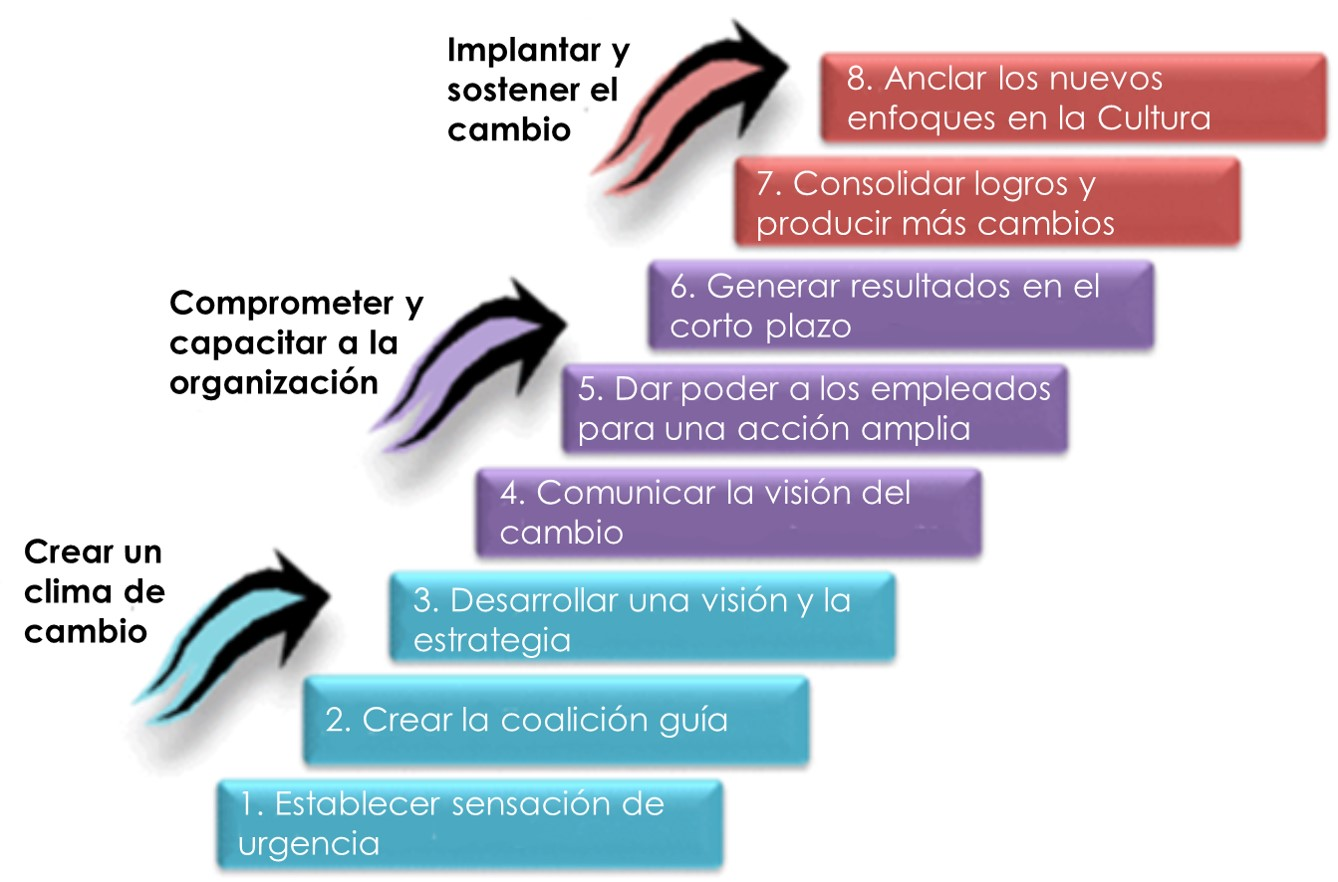 Implantar y
sostener el
cambio
8. Anclar los nuevos
enfoques en la Cultura
7. Consolidar logros y
producir más cambios
Comprometer y
capacitar a la
organización
6. Generar resultados en el
corto plazo
5. Dar poder a los empleados
para una acción amplia
4. Comunicar la visión del
cambio
Crear un
clima de
cambio
3. Desarrollar una visión y la
estrategia
2. Crear la coalición guía
1. Establecer sensación de
urgencia